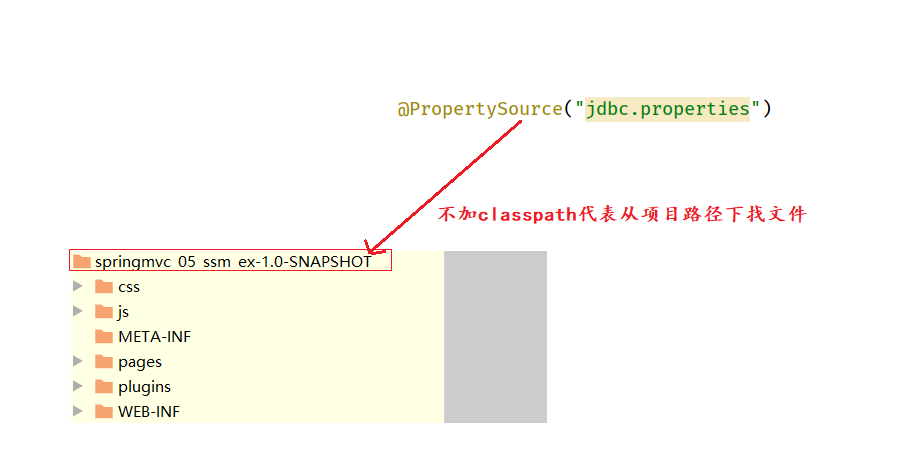 @PropertySource("jdbc.properties")
不加classpath代表从项目路径下找文件
springmvc_05_ssm_ex-1.0-SNAPSHOT
css
js
META-INF
pages
plugins
WEB-INF